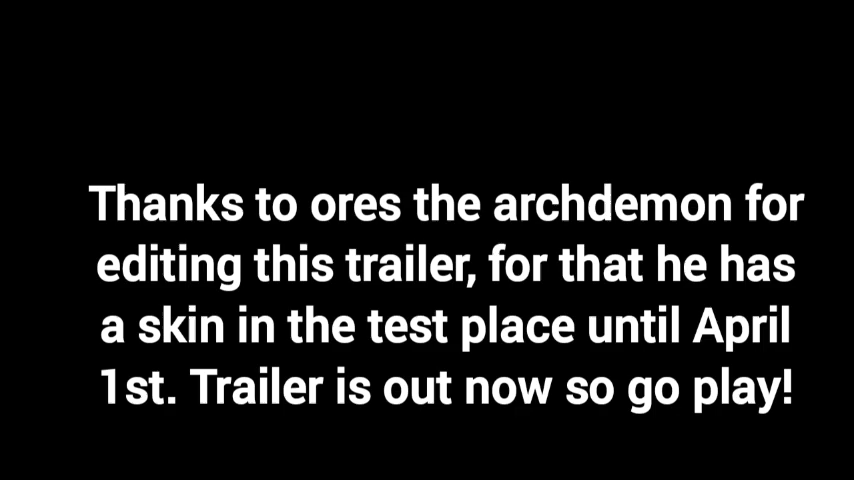 Thanks to ores the archdemon for
editing this trailer, for that he has
a skin in the test place until April
1st. Trailer is out now so go play!